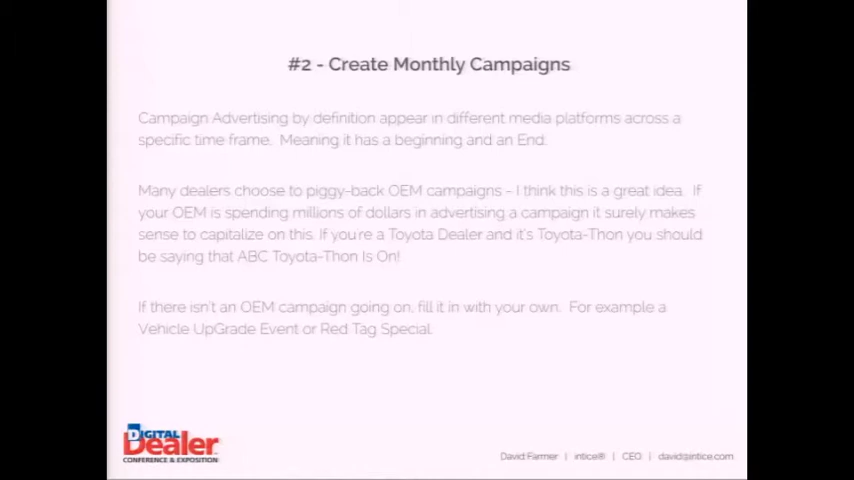 #2 - Create Monthly Campaigns
Campaign Advertising by definition appear in different media platforms across a
specific time frame.  Meaning it has a beginning and an End.
Many dealers choose to piggy-back OEM campaigns - I think this is a great idea.  If
your OEM is spending millions of dollars in advertising a campaign it surely makes
sense to capitalize on this. If you're a Toyota Dealer and it's Toyota-Thon you should
be saying that ABC Toyota-Thon Is On!
If there isn't an OEM campaign going on, fill it in with your own.  For example a
Vehicle UpGrade Event or Red Tag Special.
DIGITAL
Dealer
CONFERENCE & EXPOSITION
David Farmer | intice® | CEO | david@intice.com